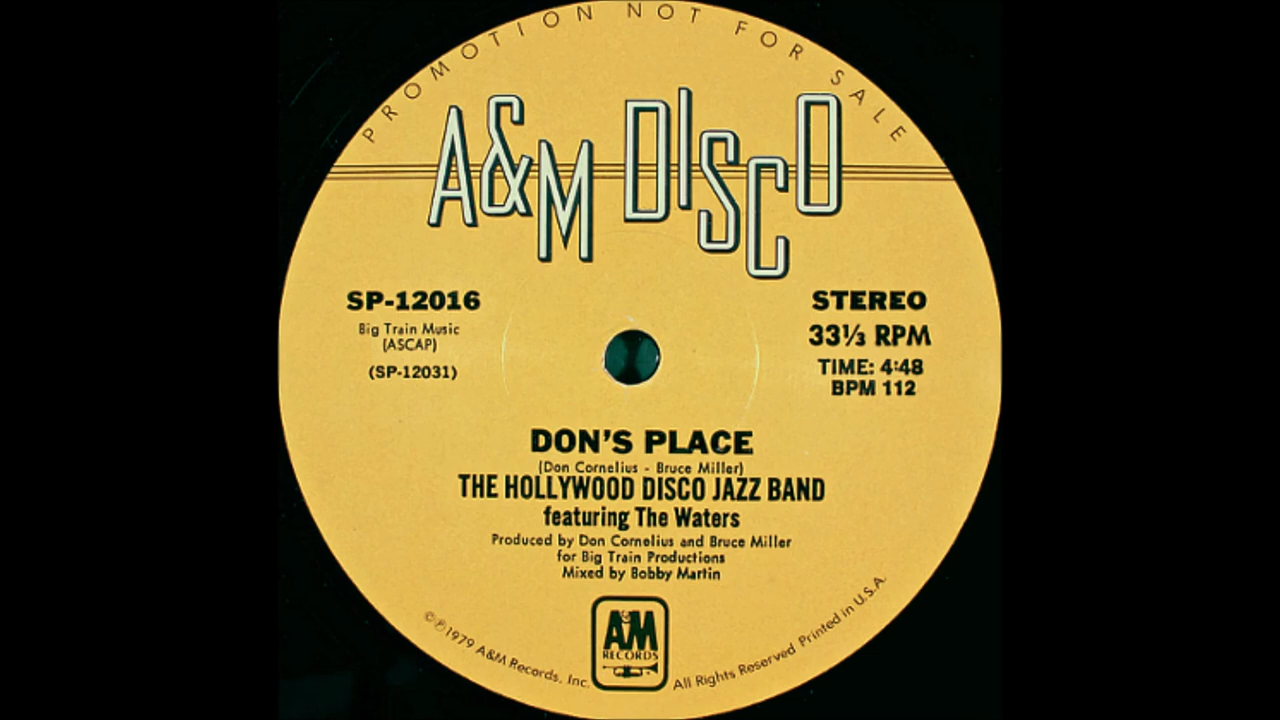 PROMOTION NOT FOR SALE
A&M DISCO
SP-12016
Big Train Music
(ASCAP)
(SP-12031)
STEREO
33⅓ RPM
TIME: 4:48
BPM 112
DON'S PLACE
(Don Cornelius - Bruce Miller)
THE HOLLYWOOD DISCO JAZZ BAND
featuring The Waters
Produced by Don Cornelius and Bruce Miller
for Big Train Productions
Mixed by Bobby Martin
A&M
RECORDS
©℗1979 A&M Records, Inc. All Rights Reserved Printed in U.S.A.